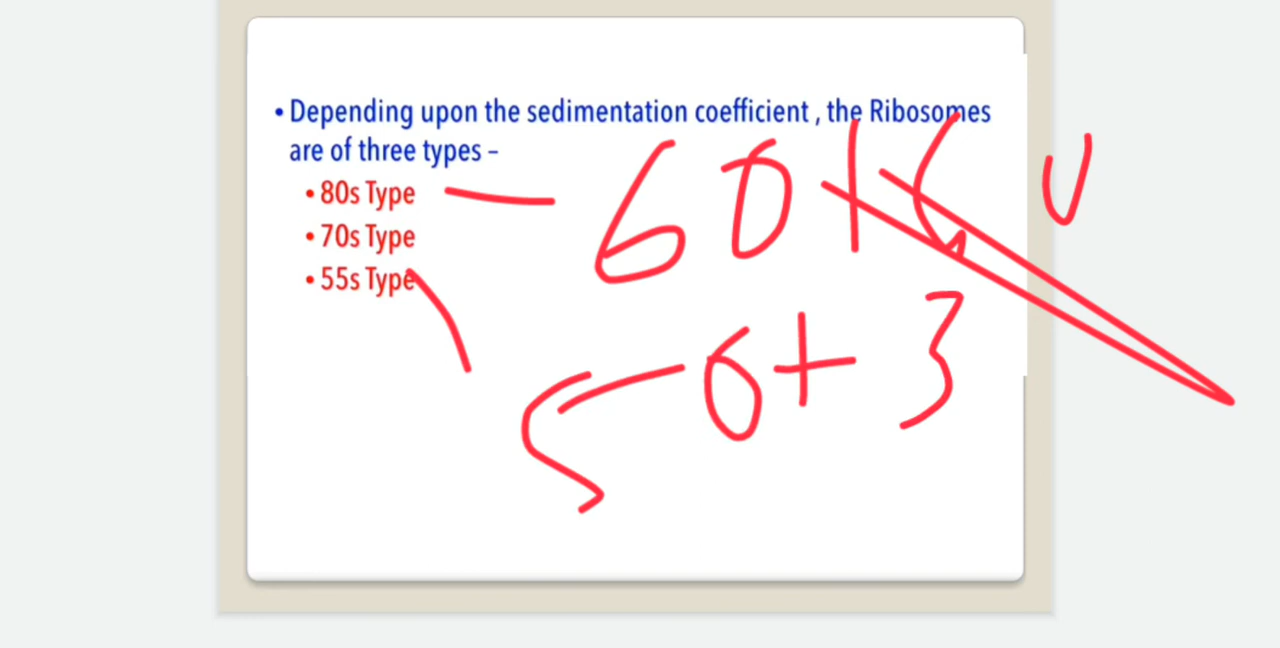 • Depending upon the sedimentation coefficient , the Ribosomes
are of three types –
• 80s Type
• 70s Type
• 55s Type
60+
50+3